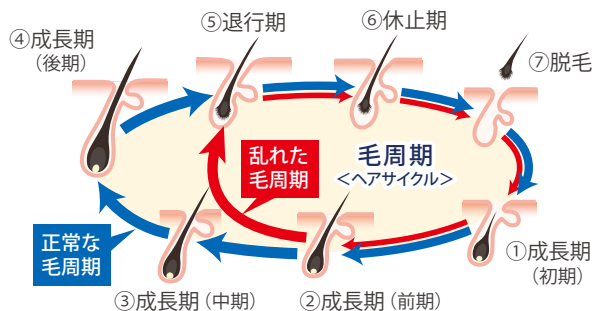 ④成長期
（後期）
⑤退行期
⑥休止期
⑦脱毛
乱れた
毛周期
毛周期
＜ヘアサイクル＞
正常な
毛周期
③成長期（中期）
②成長期（前期）
①成長期
（初期）